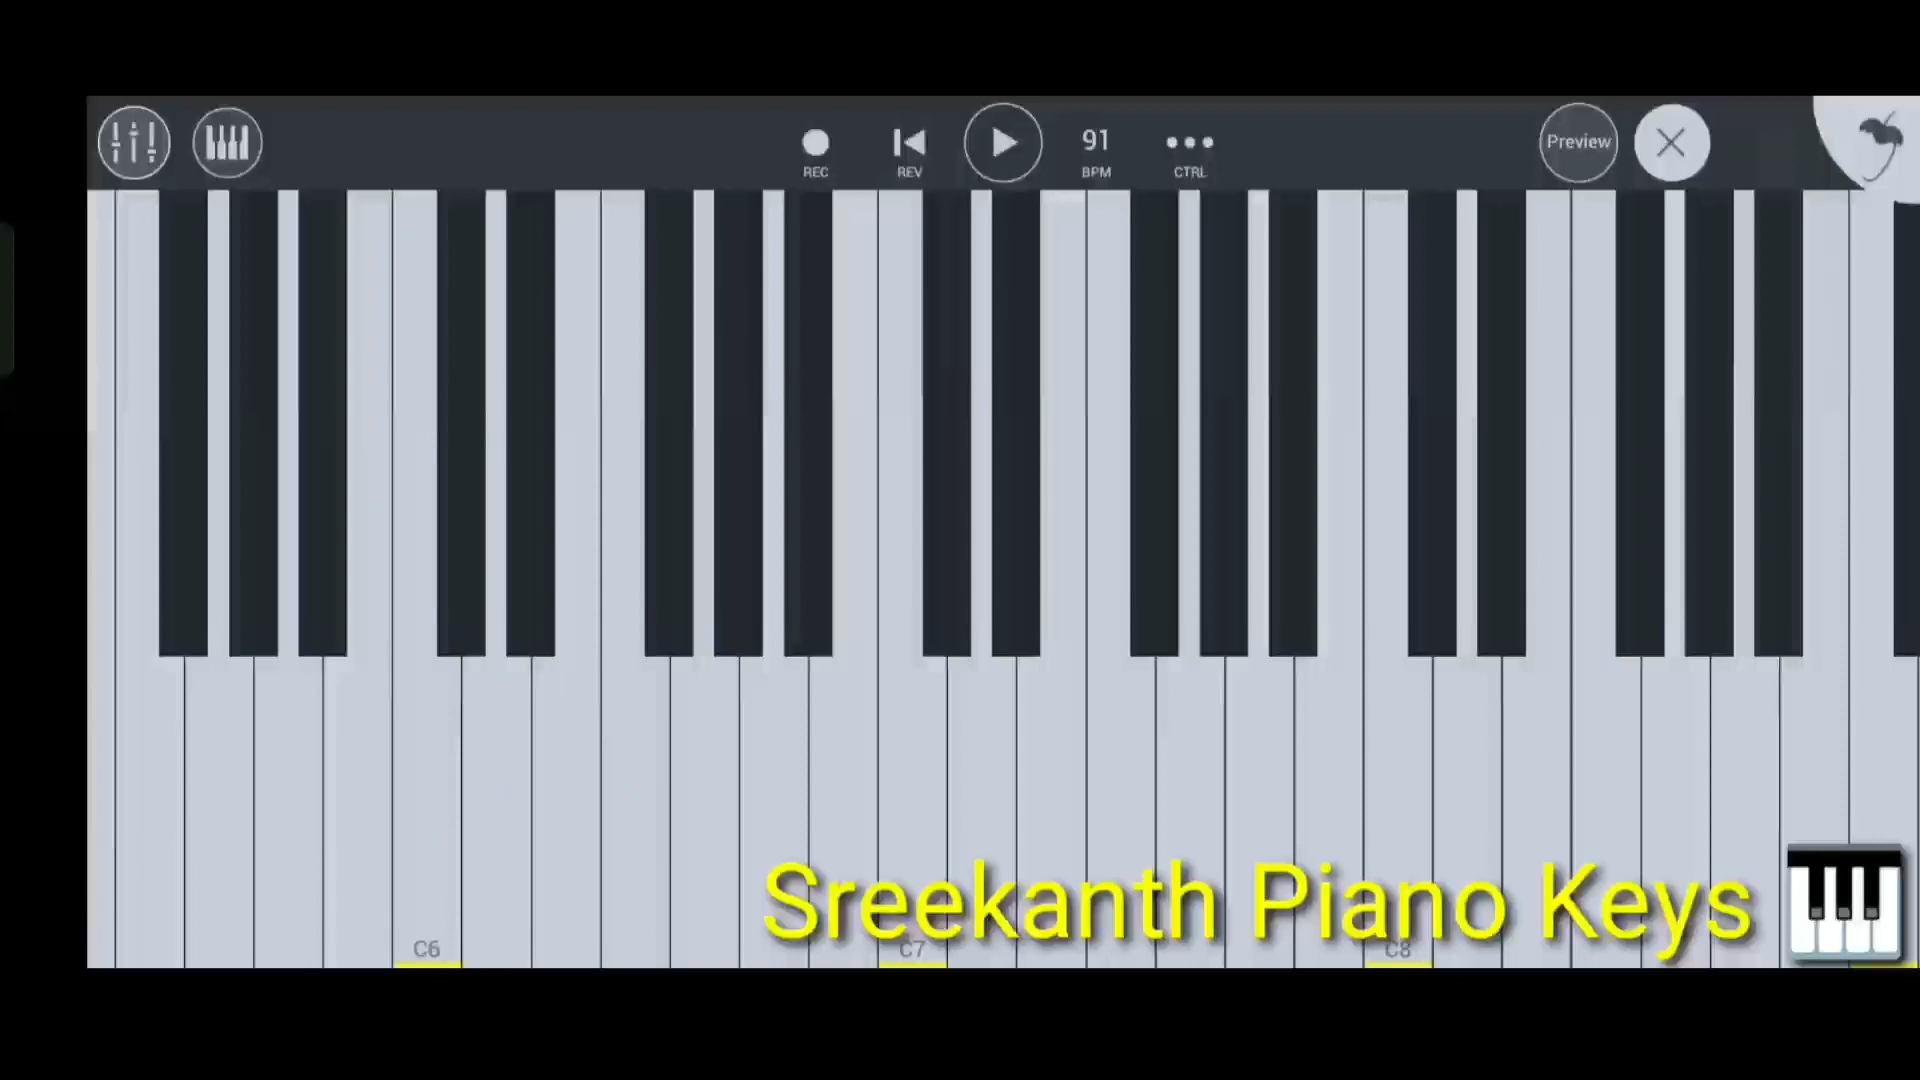 91
Preview
REC
REV
BPM
CTRL
Sreekanth Piano Keys
C6
C7
C8